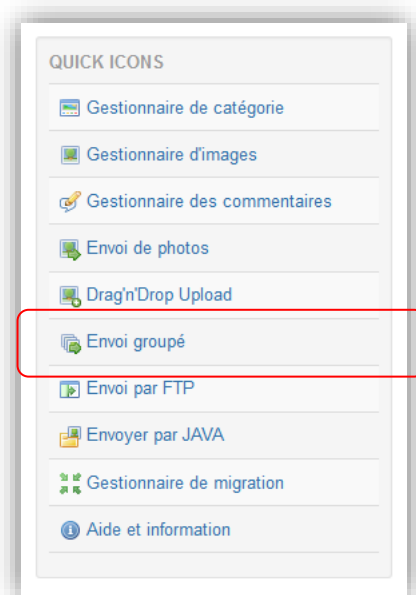 QUICK ICONS
Gestionnaire de catégorie
Gestionnaire d'images
Gestionnaire des commentaires
Envoi de photos
Drag'n'Drop Upload
Envoi groupé
Envoi par FTP
Envoyer par JAVA
Gestionnaire de migration
Aide et information